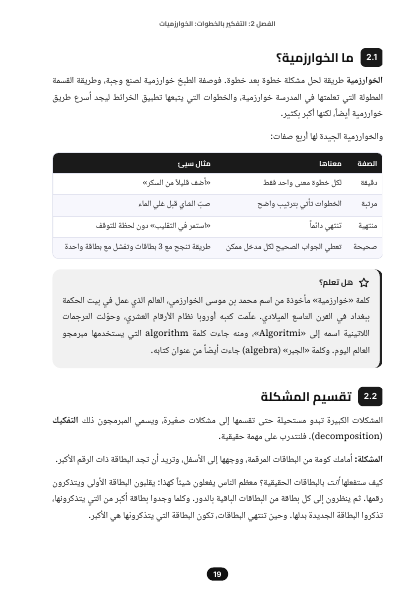 الفصل 2: التفكير بالخطوات: الخوارزميات
2.1 ما الخوارزمية؟
الخوارزمية طريقة لحل مشكلة خطوة بعد خطوة. فوصفة الطبخ خوارزمية لصنع وجبة، وطريقة القسمة
المطولة التي تعلمتها في المدرسة خوارزمية، والخطوات التي يتبعها تطبيق الخرائط ليجد أسرع طريق
خوارزمية أيضاً، لكنها أكبر بكثير.
والخوارزمية الجيدة لها أربع صفات:
الصفة معناها مثال سيئ
دقيقة لكل خطوة معنى واحد فقط «أضف قليلاً من السكر»
مرتبة الخطوات تأتي بترتيب واضح صبّ الشاي قبل غلي الماء
منتهية تنتهي دائماً «استمر في التقليب» دون لحظة للتوقف
صحيحة تعطي الجواب الصحيح لكل مدخل ممكن طريقة تنجح مع 3 بطاقات وتفشل مع بطاقة واحدة
هل تعلم؟
كلمة «خوارزمية» مأخوذة من اسم محمد بن موسى الخوارزمي، العالم الذي عمل في بيت الحكمة
ببغداد في القرن التاسع الميلادي. علّمت كتبه أوروبا نظام الأرقام العشري، وحوّلت الترجمات
اللاتينية اسمه إلى «Algoritmi»، ومنه جاءت كلمة algorithm التي يستخدمها مبرمجو
العالم اليوم. وكلمة «الجبر» (algebra) جاءت أيضاً من عنوان كتابه.
2.2 تقسيم المشكلة
المشكلات الكبيرة تبدو مستحيلة حتى تقسمها إلى مشكلات صغيرة، ويسمي المبرمجون ذلك التفكيك
(decomposition). فلنتدرب على مهمة حقيقية.
المشكلة: أمامك كومة من البطاقات المرقمة، ووجهها إلى الأسفل، وتريد أن تجد البطاقة ذات الرقم الأكبر.
كيف ستفعلها أنت بالبطاقات الحقيقية؟ معظم الناس يفعلون شيئاً كهذا: يقلبون البطاقة الأولى ويتذكرون
رقمها. ثم ينظرون إلى كل بطاقة من البطاقات الباقية بالدور. وكلما وجدوا بطاقة أكبر من التي يتذكرونها،
تذكروا البطاقة الجديدة بدلها. وحين تنتهي البطاقات، تكون البطاقة التي يتذكرونها هي الأكبر.
19